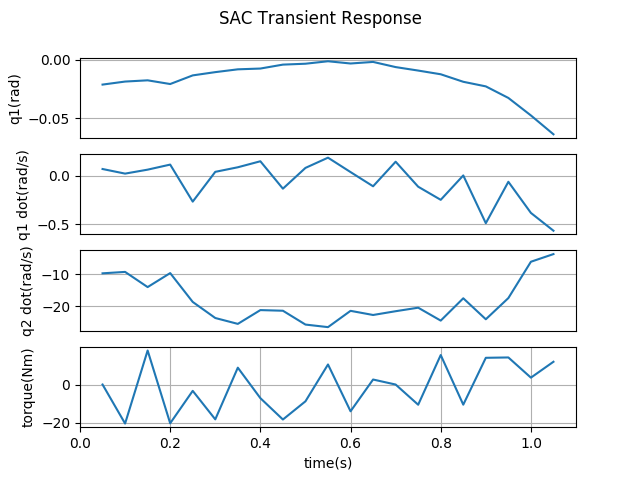 SAC Transient Response
q1(rad)
0.00
−0.05
q1 dot(rad/s)
0.0
−0.5
q2 dot(rad/s)
−10
−20
torque(Nm)
0
−20
0.0 0.2 0.4 0.6 0.8 1.0
time(s)